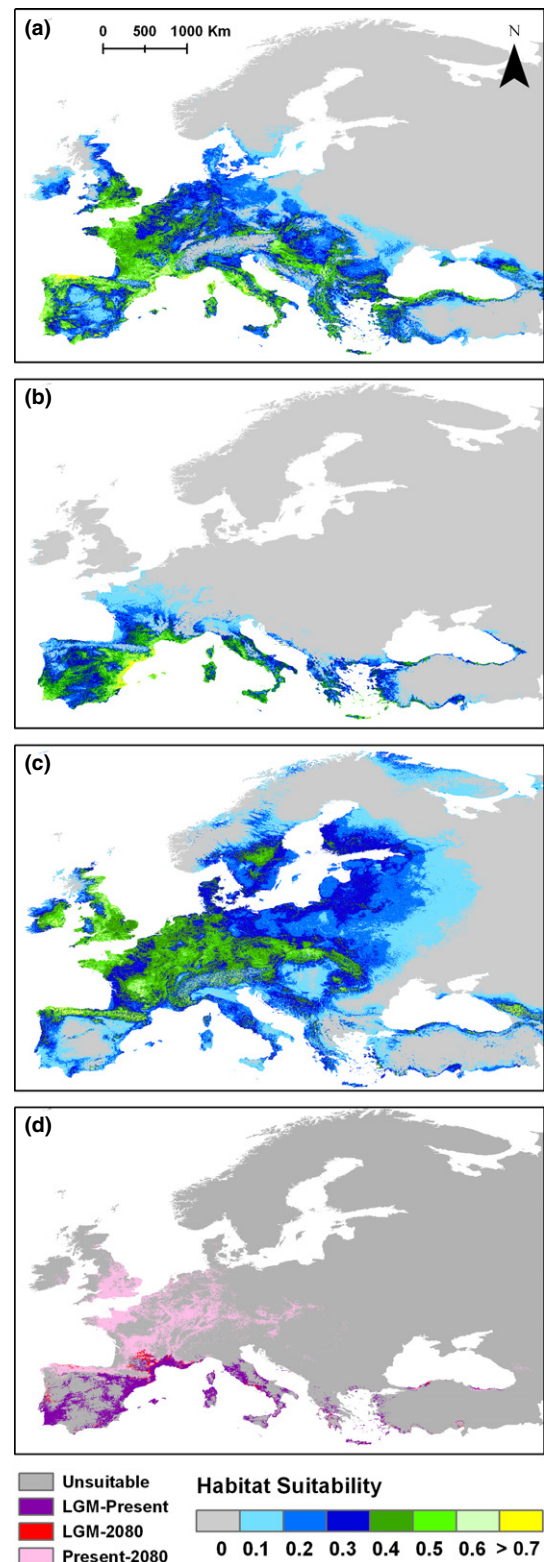 (a)
0 500 1000 Km
N
(b)
(c)
(d)
Unsuitable
LGM-Present
LGM-2080
Present-2080
Habitat Suitability
0 0.1 0.2 0.3 0.4 0.5 0.6 > 0.7